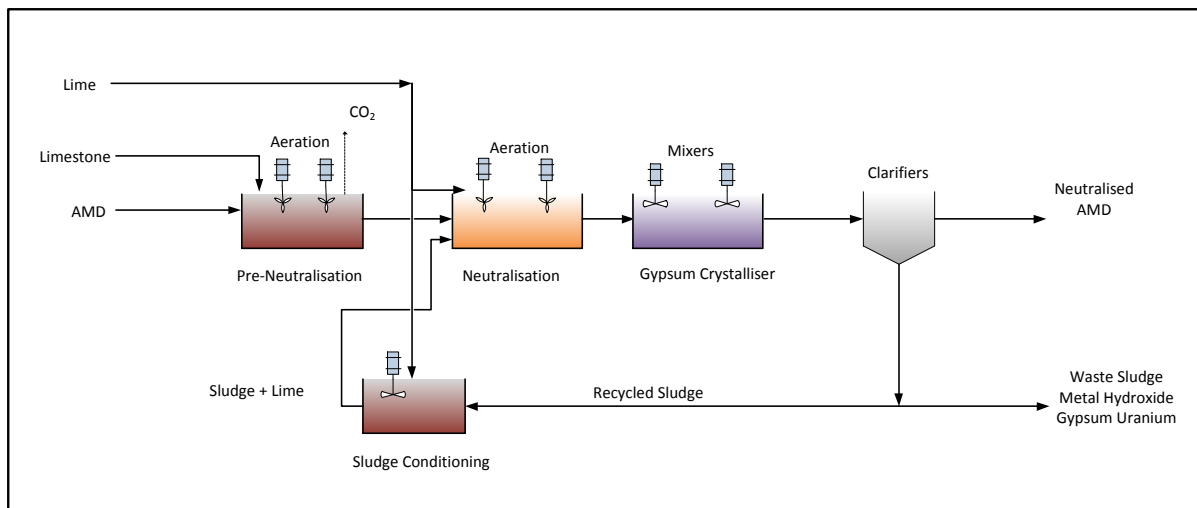 Lime
CO₂
Limestone
Aeration
Aeration
Mixers
Clarifiers
AMD
Neutralised
AMD
Pre-Neutralisation
Neutralisation
Gypsum Crystalliser
Sludge + Lime
Recycled Sludge
Waste Sludge
Metal Hydroxide
Gypsum Uranium
Sludge Conditioning